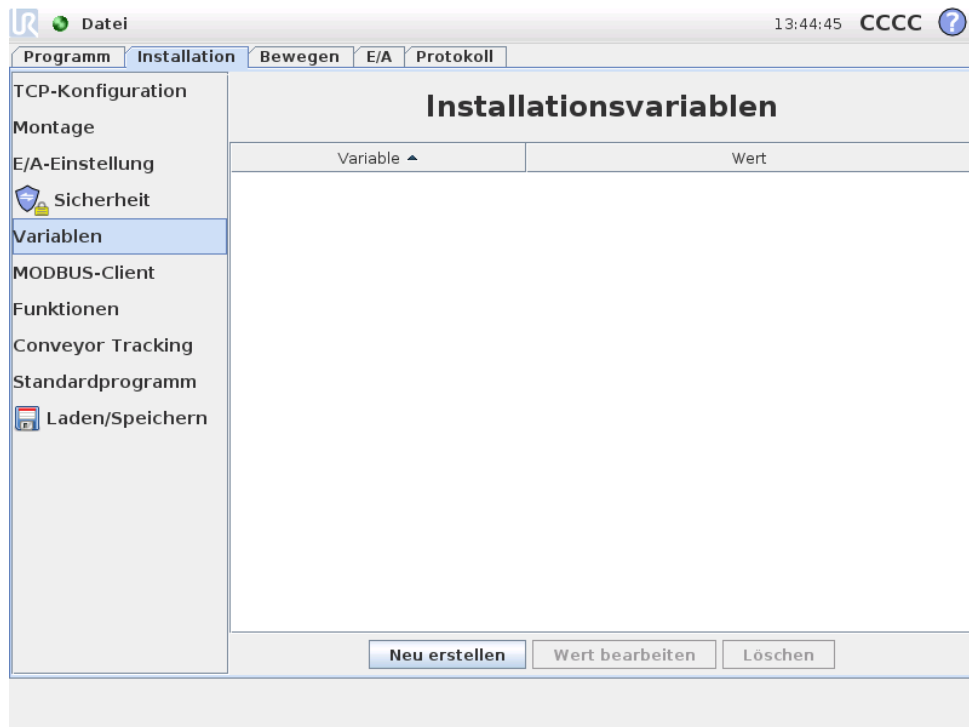 UR Datei 13:44:45 CCCC ?
Programm Installation Bewegen E/A Protokoll
TCP-Konfiguration
Montage
E/A-Einstellung
Sicherheit
Variablen
MODBUS-Client
Funktionen
Conveyor Tracking
Standardprogramm
Laden/Speichern
Installationsvariablen
Variable Wert
Neu erstellen Wert bearbeiten Löschen